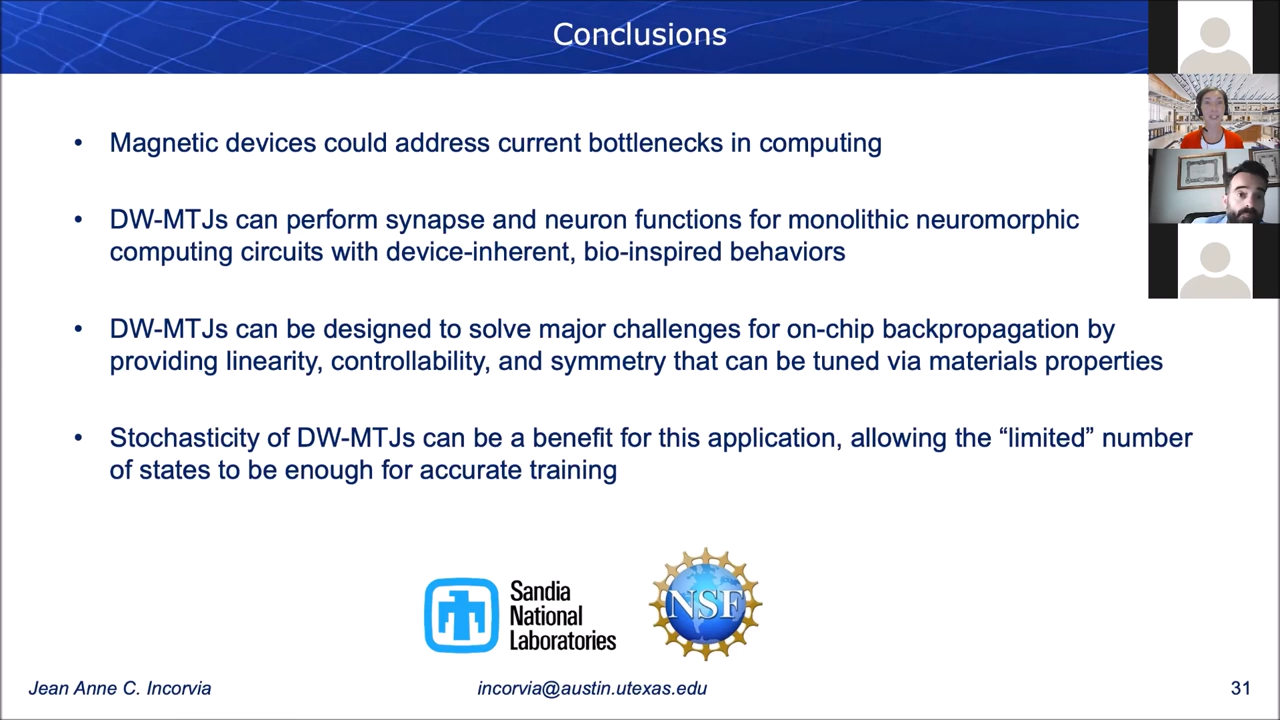 Conclusions
• Magnetic devices could address current bottlenecks in computing
• DW-MTJs can perform synapse and neuron functions for monolithic neuromorphic
computing circuits with device-inherent, bio-inspired behaviors
• DW-MTJs can be designed to solve major challenges for on-chip backpropagation by
providing linearity, controllability, and symmetry that can be tuned via materials properties
• Stochasticity of DW-MTJs can be a benefit for this application, allowing the “limited” number
of states to be enough for accurate training
Sandia
National
Laboratories
NSF
Jean Anne C. Incorvia
incorvia@austin.utexas.edu
31